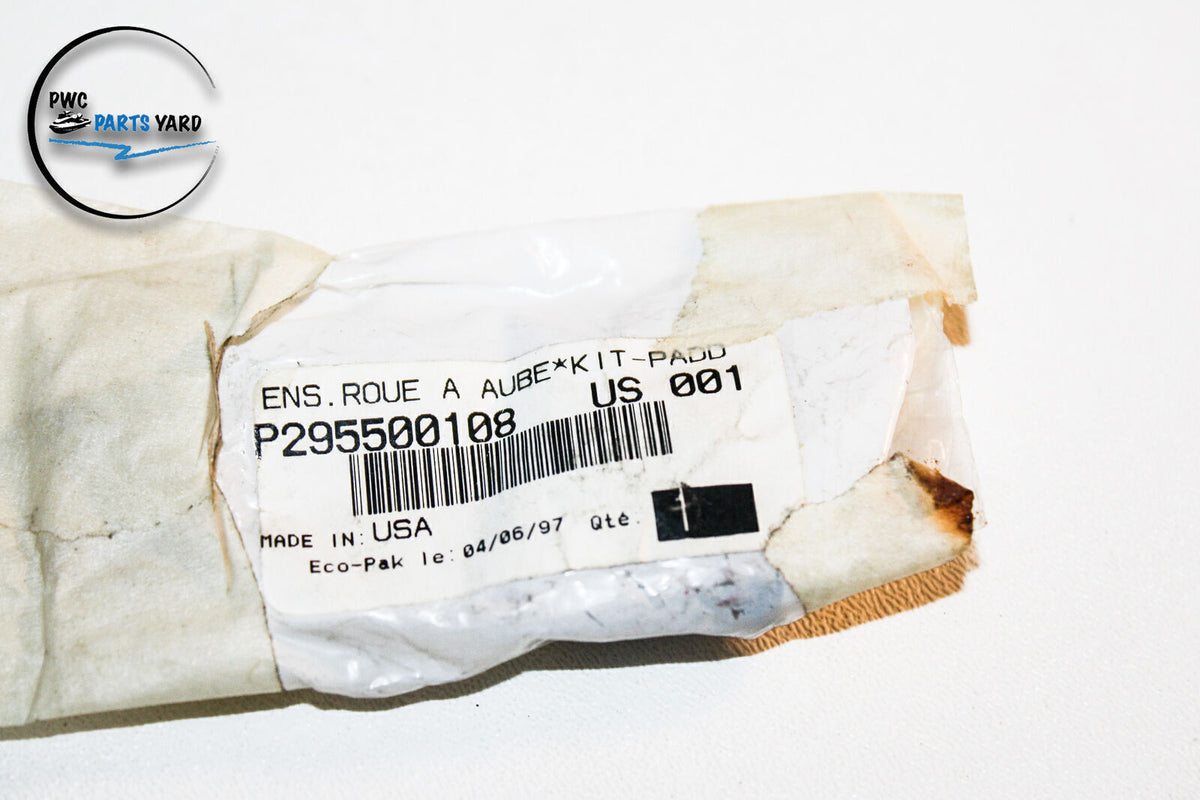 PWC
PARTS YARD
ENS.ROUE A AUBE*KIT-PADD
US 001
P295500108
MADE IN: USA
Eco-Pak le: 04/06/97 Qté.